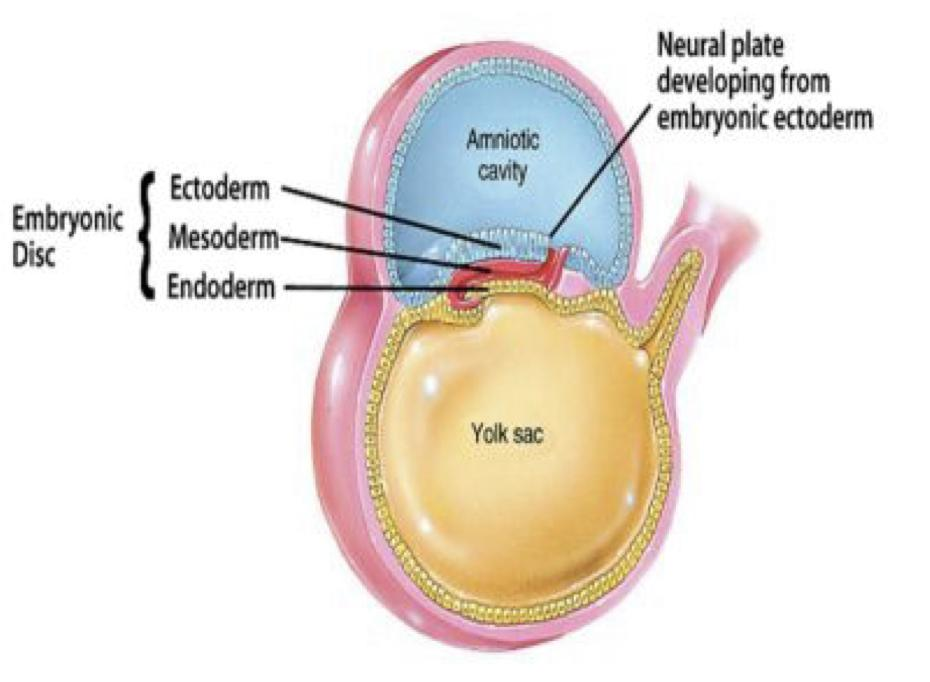 Neural plate
developing from
embryonic ectoderm
Amniotic
cavity
Embryonic
Disc
Ectoderm
Mesoderm
Endoderm
Yolk sac